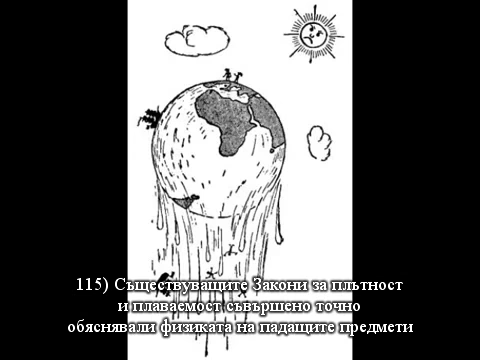 115) Съществуващите Закони за плътност
и плаваемост съвършено точно
обяснявали физиката на падащите предмети